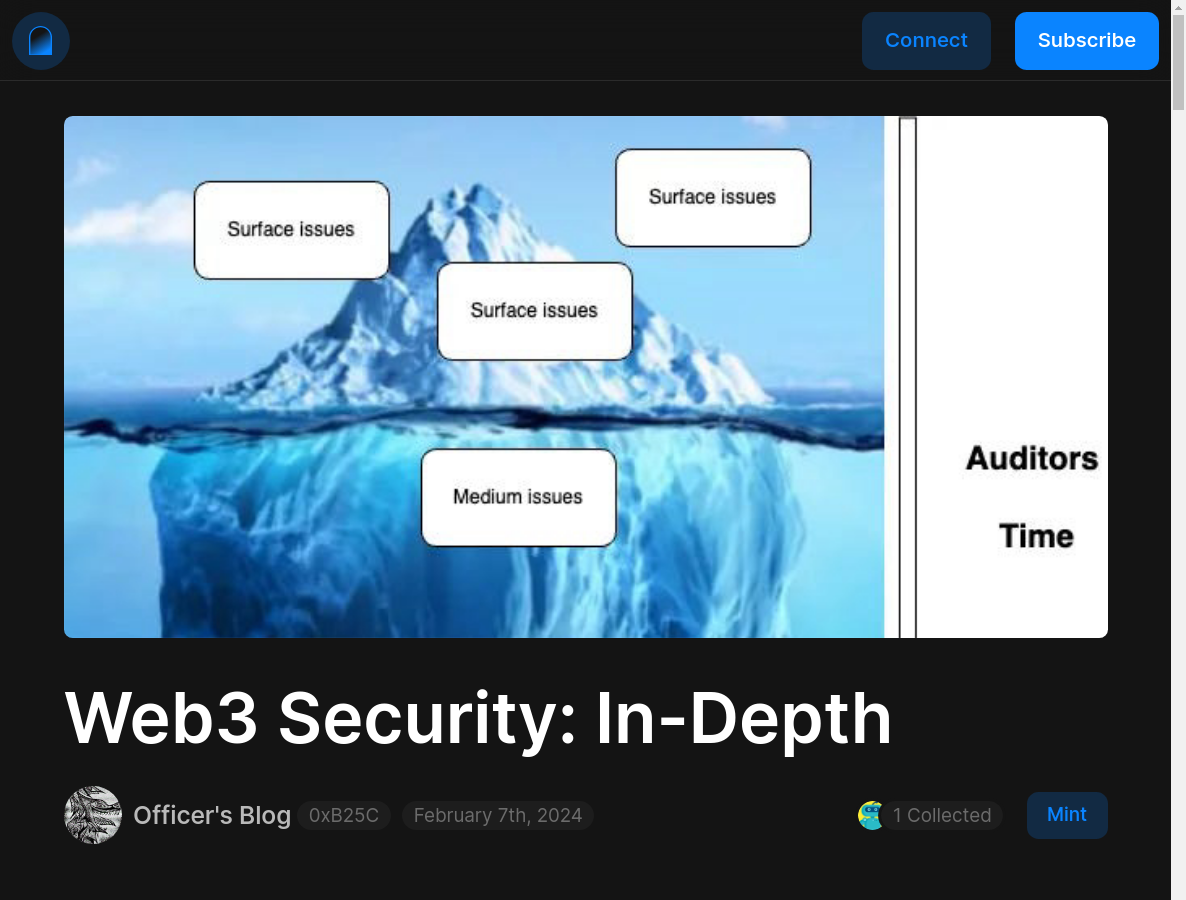 Connect
Subscribe
Surface issues
Surface issues
Surface issues
Medium issues
Auditors
Time
Web3 Security: In-Depth
Officer's Blog
0xB25C
February 7th, 2024
1 Collected
Mint